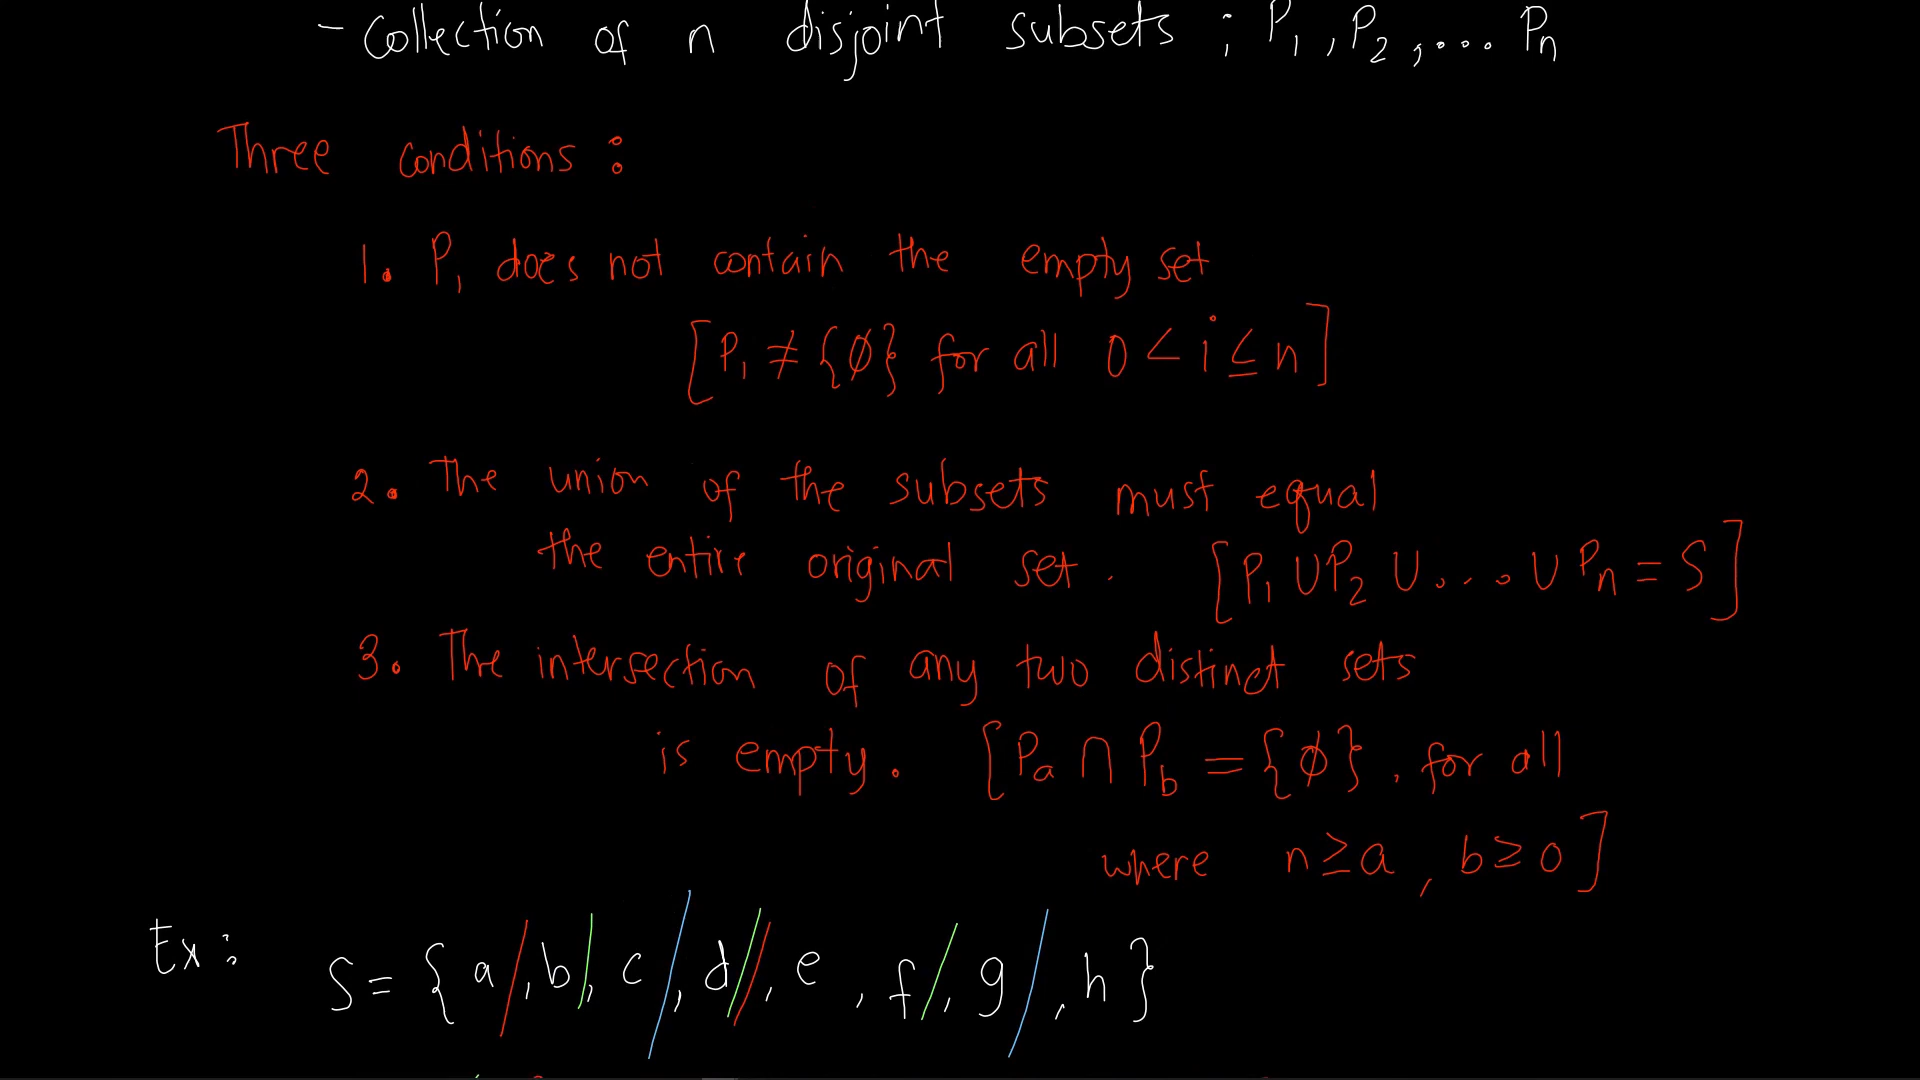 - Collection of n disjoint subsets ; P₁, P₂, .... Pₙ
Three conditions :
1. P₁ does not contain the empty set
[P₁ ≠ {∅} for all 0 < i ≤ n]
2. The union of the subsets must equal
the entire original set. [P₁ ∪ P₂ ∪ .... ∪ Pₙ = S]
3. The intersection of any two distinct sets
is empty. [Pₐ ∩ P_b = {∅}, for all
where n ≥ a, b ≥ 0]
Ex: S = {a, b, c, d, e, f, g, h}